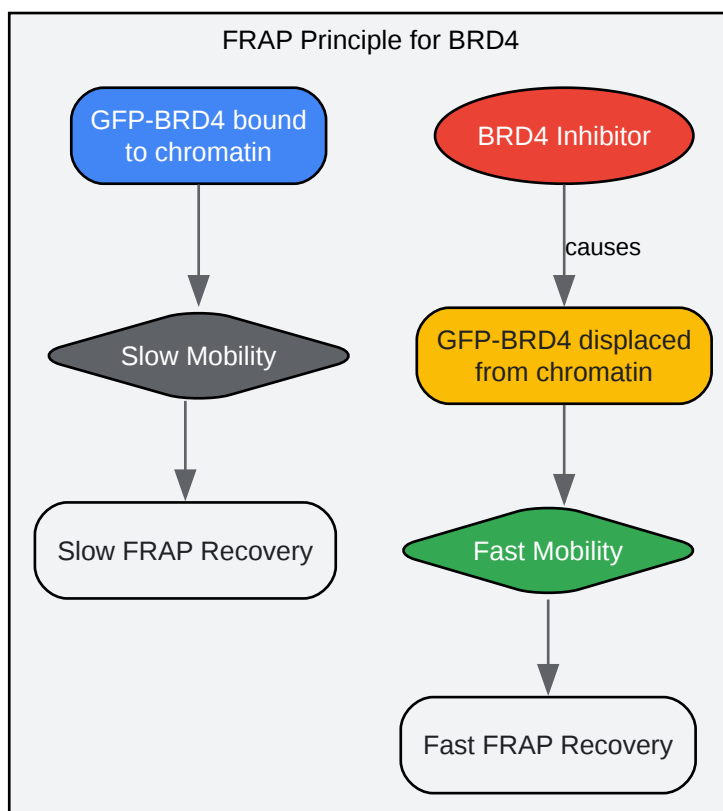 FRAP Principle for BRD4
GFP-BRD4 bound
to chromatin
Slow Mobility
Slow FRAP Recovery
BRD4 Inhibitor
causes
GFP-BRD4 displaced
from chromatin
Fast Mobility
Fast FRAP Recovery